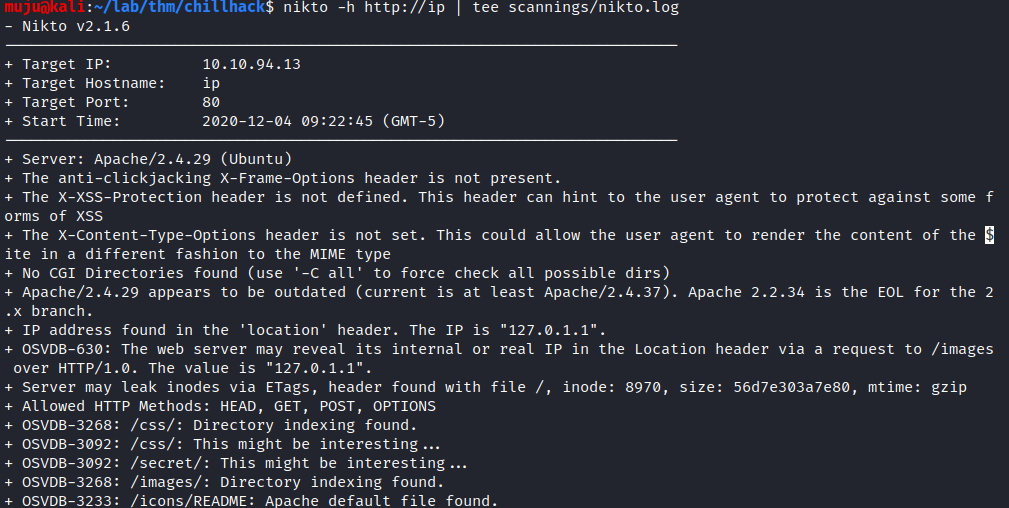 muju@kali:~/lab/thm/chillhack$ nikto -h http://ip | tee scannings/nikto.log
- Nikto v2.1.6
---------------------------------------------------------------------------
+ Target IP:          10.10.94.13
+ Target Hostname:    ip
+ Target Port:        80
+ Start Time:         2020-12-04 09:22:45 (GMT-5)
---------------------------------------------------------------------------
+ Server: Apache/2.4.29 (Ubuntu)
+ The anti-clickjacking X-Frame-Options header is not present.
+ The X-XSS-Protection header is not defined. This header can hint to the user agent to protect against some f
orms of XSS
+ The X-Content-Type-Options header is not set. This could allow the user agent to render the content of the $
ite in a different fashion to the MIME type
+ No CGI Directories found (use '-C all' to force check all possible dirs)
+ Apache/2.4.29 appears to be outdated (current is at least Apache/2.4.37). Apache 2.2.34 is the EOL for the 2
.x branch.
+ IP address found in the 'location' header. The IP is "127.0.1.1".
+ OSVDB-630: The web server may reveal its internal or real IP in the Location header via a request to /images
 over HTTP/1.0. The value is "127.0.1.1".
+ Server may leak inodes via ETags, header found with file /, inode: 8970, size: 56d7e303a7e80, mtime: gzip
+ Allowed HTTP Methods: HEAD, GET, POST, OPTIONS
+ OSVDB-3268: /css/: Directory indexing found.
+ OSVDB-3092: /css/: This might be interesting...
+ OSVDB-3092: /secret/: This might be interesting...
+ OSVDB-3268: /images/: Directory indexing found.
+ OSVDB-3233: /icons/README: Apache default file found.